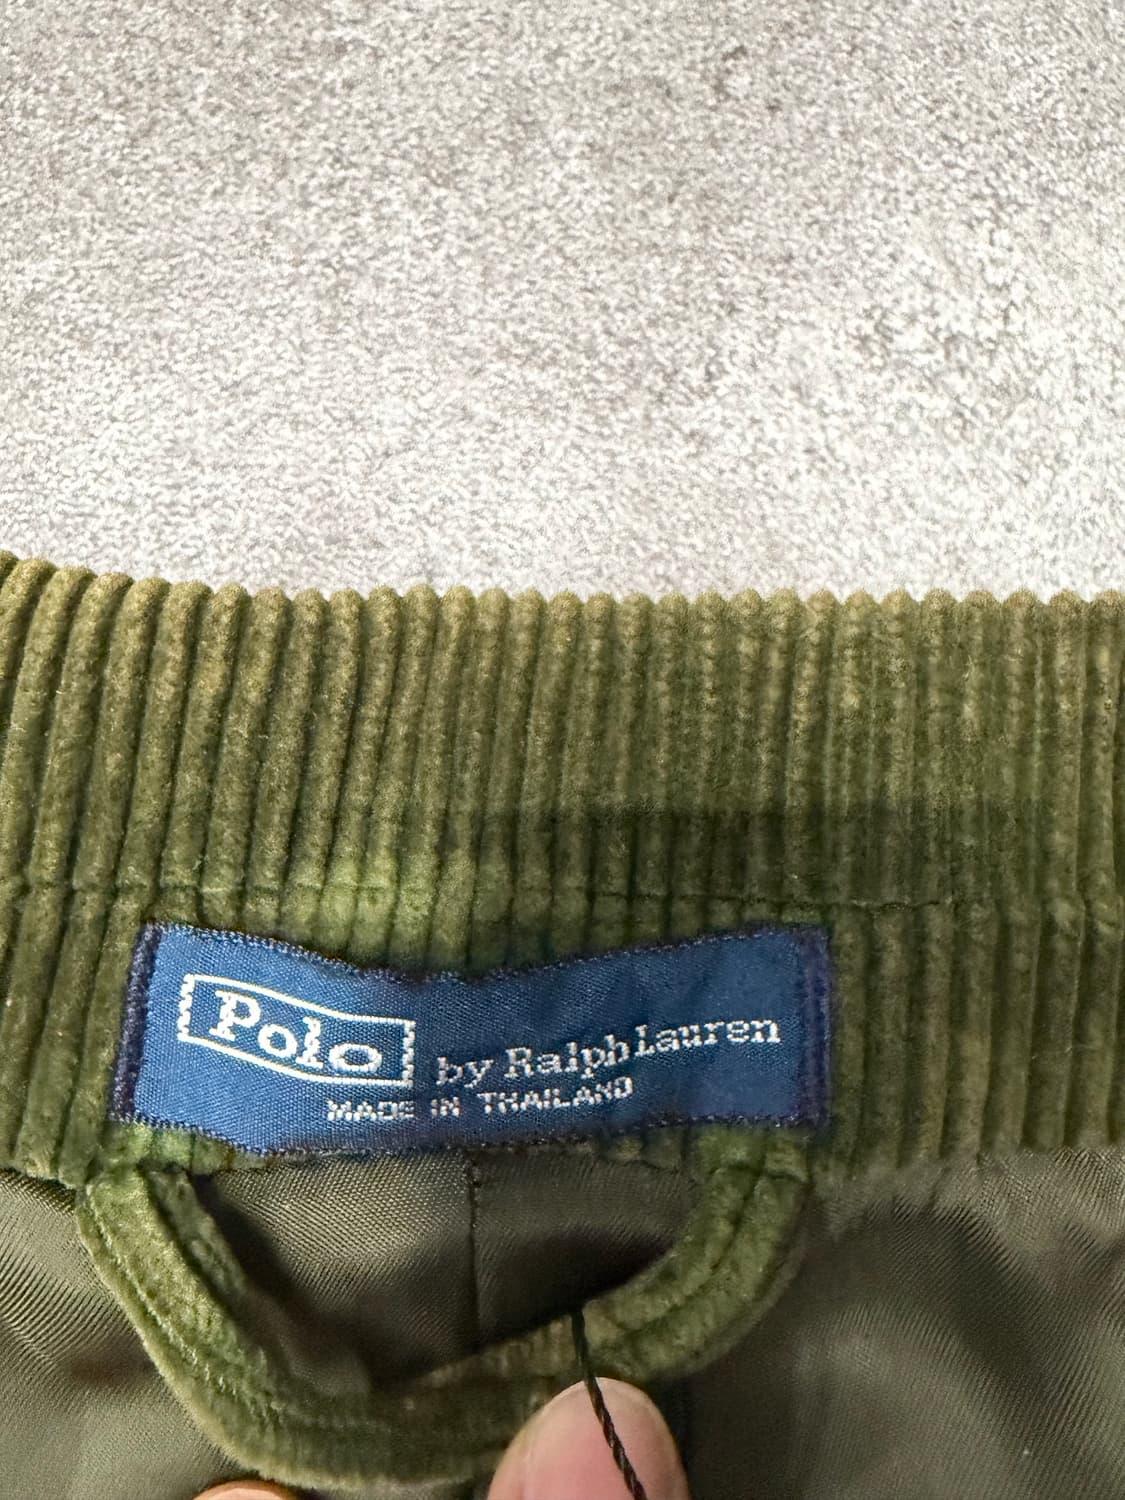 Polo by Ralph Lauren
MADE IN THAILAND